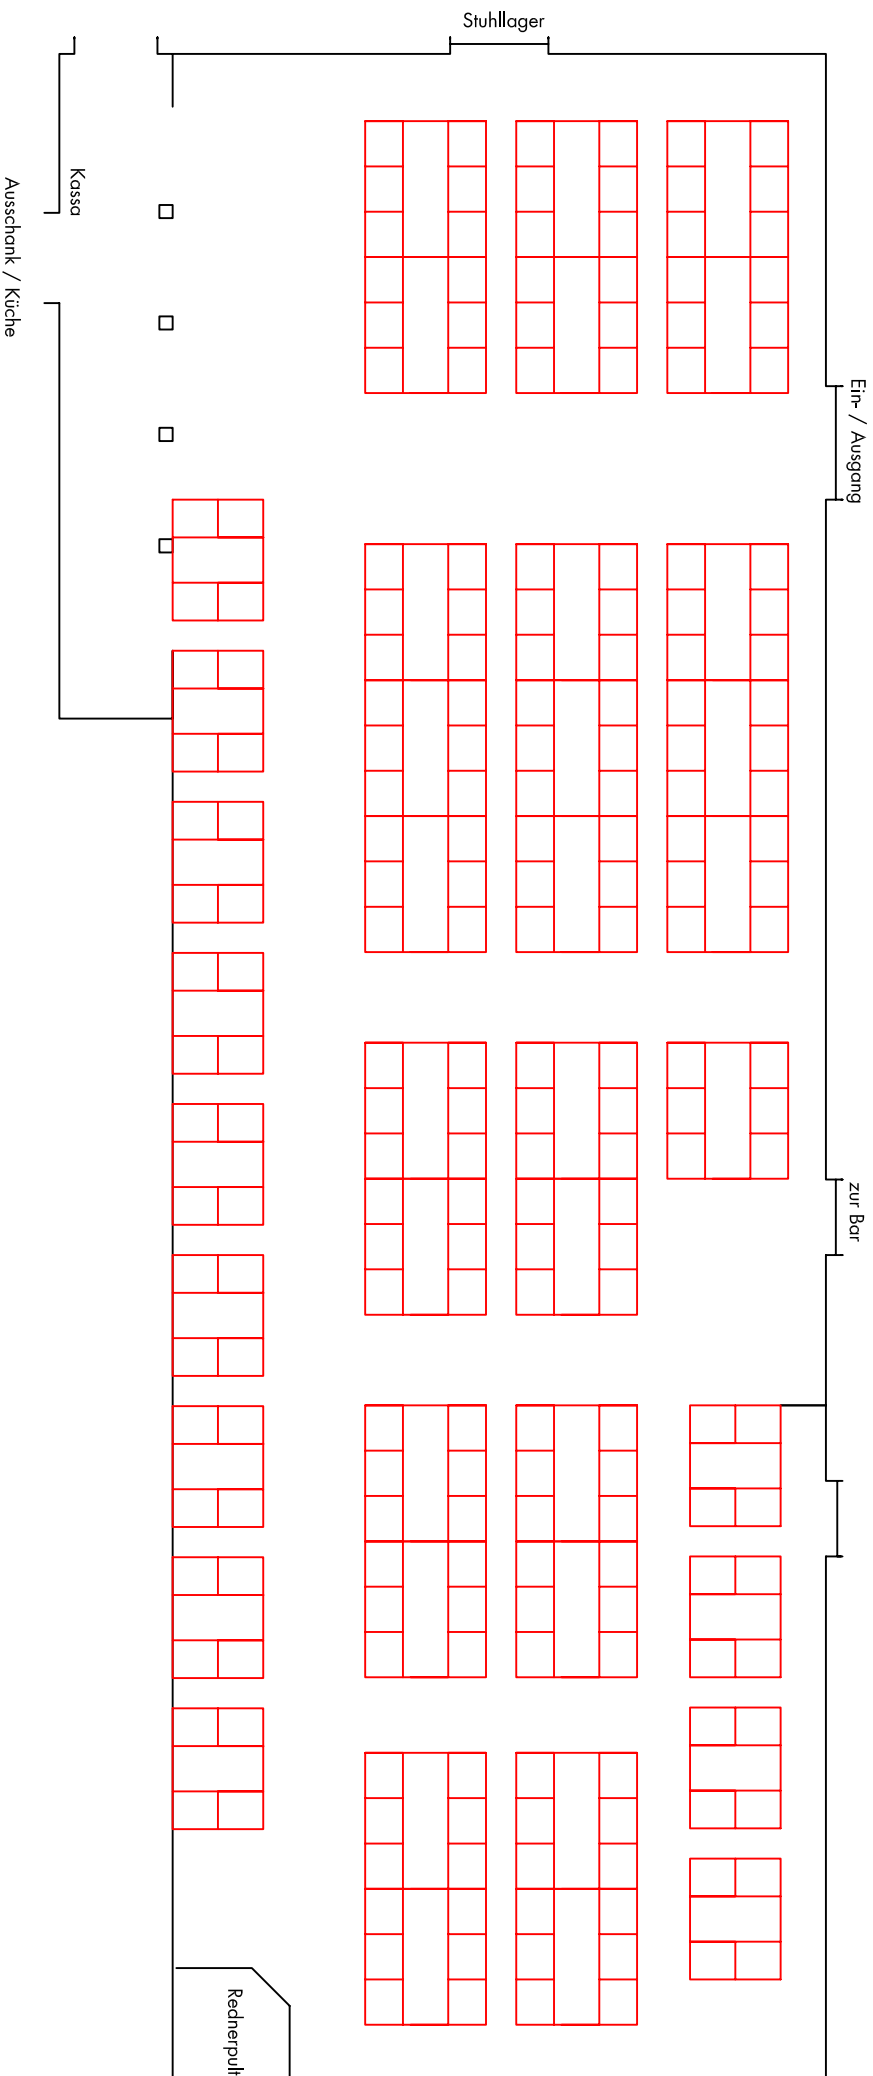 Stuhllager
Kassa
Ausschank / Küche
Ein- / Ausgang
zur Bar
Rednerpult